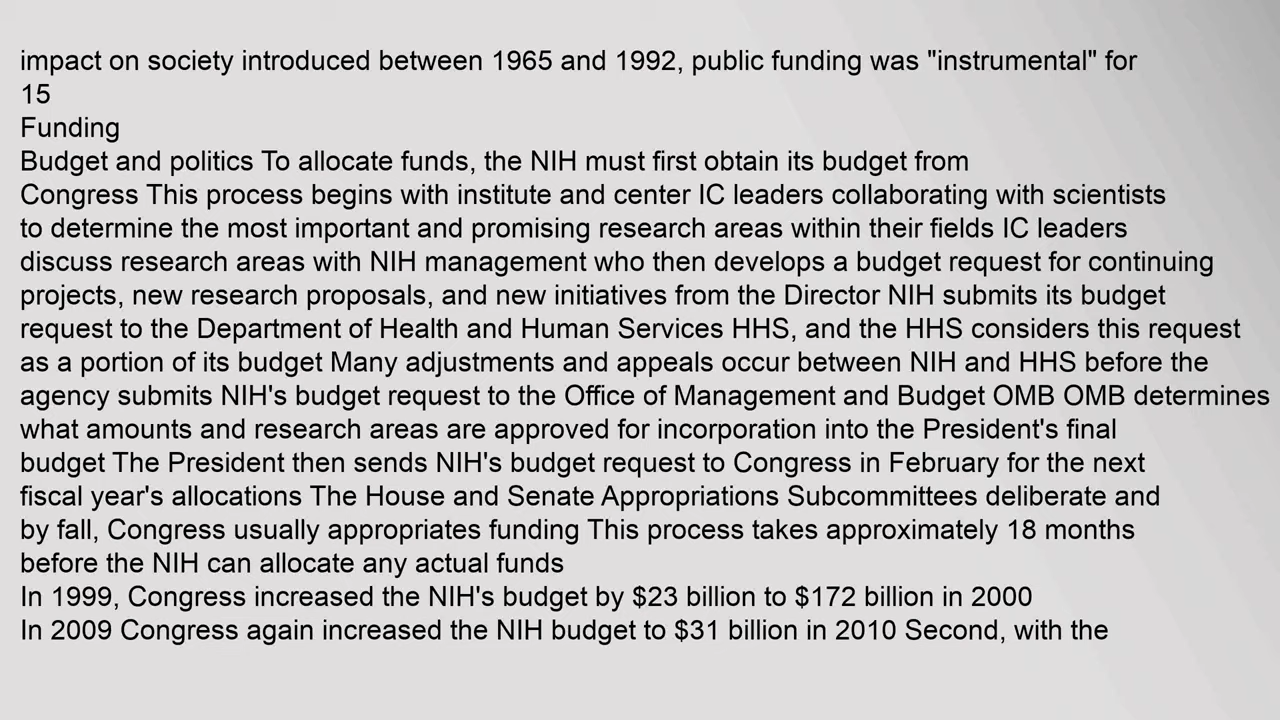 impact on society introduced between 1965 and 1992, public funding was "instrumental" for
15
Funding
Budget and politics To allocate funds, the NIH must first obtain its budget from
Congress This process begins with institute and center IC leaders collaborating with scientists
to determine the most important and promising research areas within their fields IC leaders
discuss research areas with NIH management who then develops a budget request for continuing
projects, new research proposals, and new initiatives from the Director NIH submits its budget
request to the Department of Health and Human Services HHS, and the HHS considers this request
as a portion of its budget Many adjustments and appeals occur between NIH and HHS before the
agency submits NIH's budget request to the Office of Management and Budget OMB OMB determines
what amounts and research areas are approved for incorporation into the President's final
budget The President then sends NIH's budget request to Congress in February for the next
fiscal year's allocations The House and Senate Appropriations Subcommittees deliberate and
by fall, Congress usually appropriates funding This process takes approximately 18 months
before the NIH can allocate any actual funds
In 1999, Congress increased the NIH's budget by $23 billion to $172 billion in 2000
In 2009 Congress again increased the NIH budget to $31 billion in 2010 Second, with the